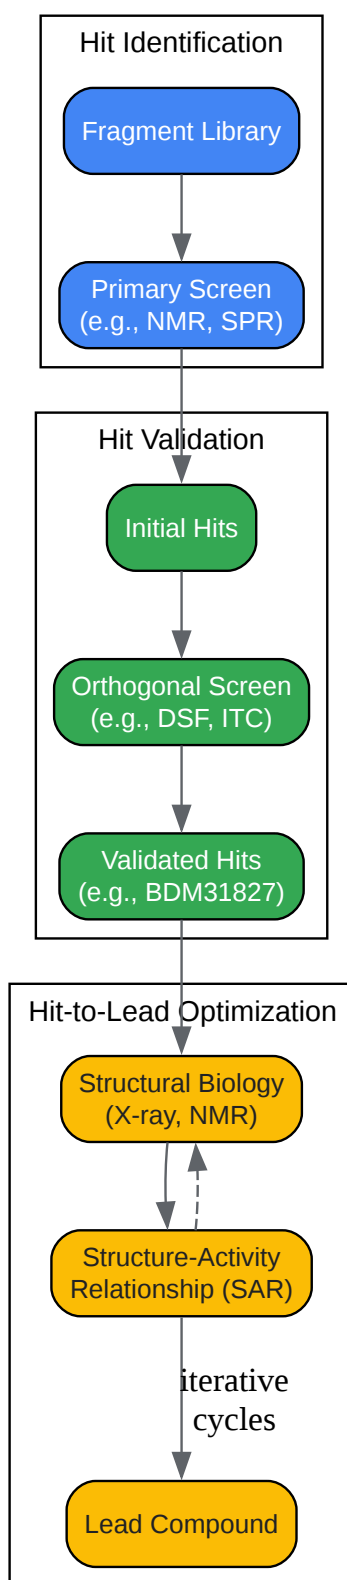 Hit Identification
Fragment Library
Primary Screen
(e.g., NMR, SPR)
Hit Validation
Initial Hits
Orthogonal Screen
(e.g., DSF, ITC)
Validated Hits
(e.g., BDM31827)
Hit-to-Lead Optimization
Structural Biology
(X-ray, NMR)
Structure-Activity
Relationship (SAR)
iterative
cycles
Lead Compound